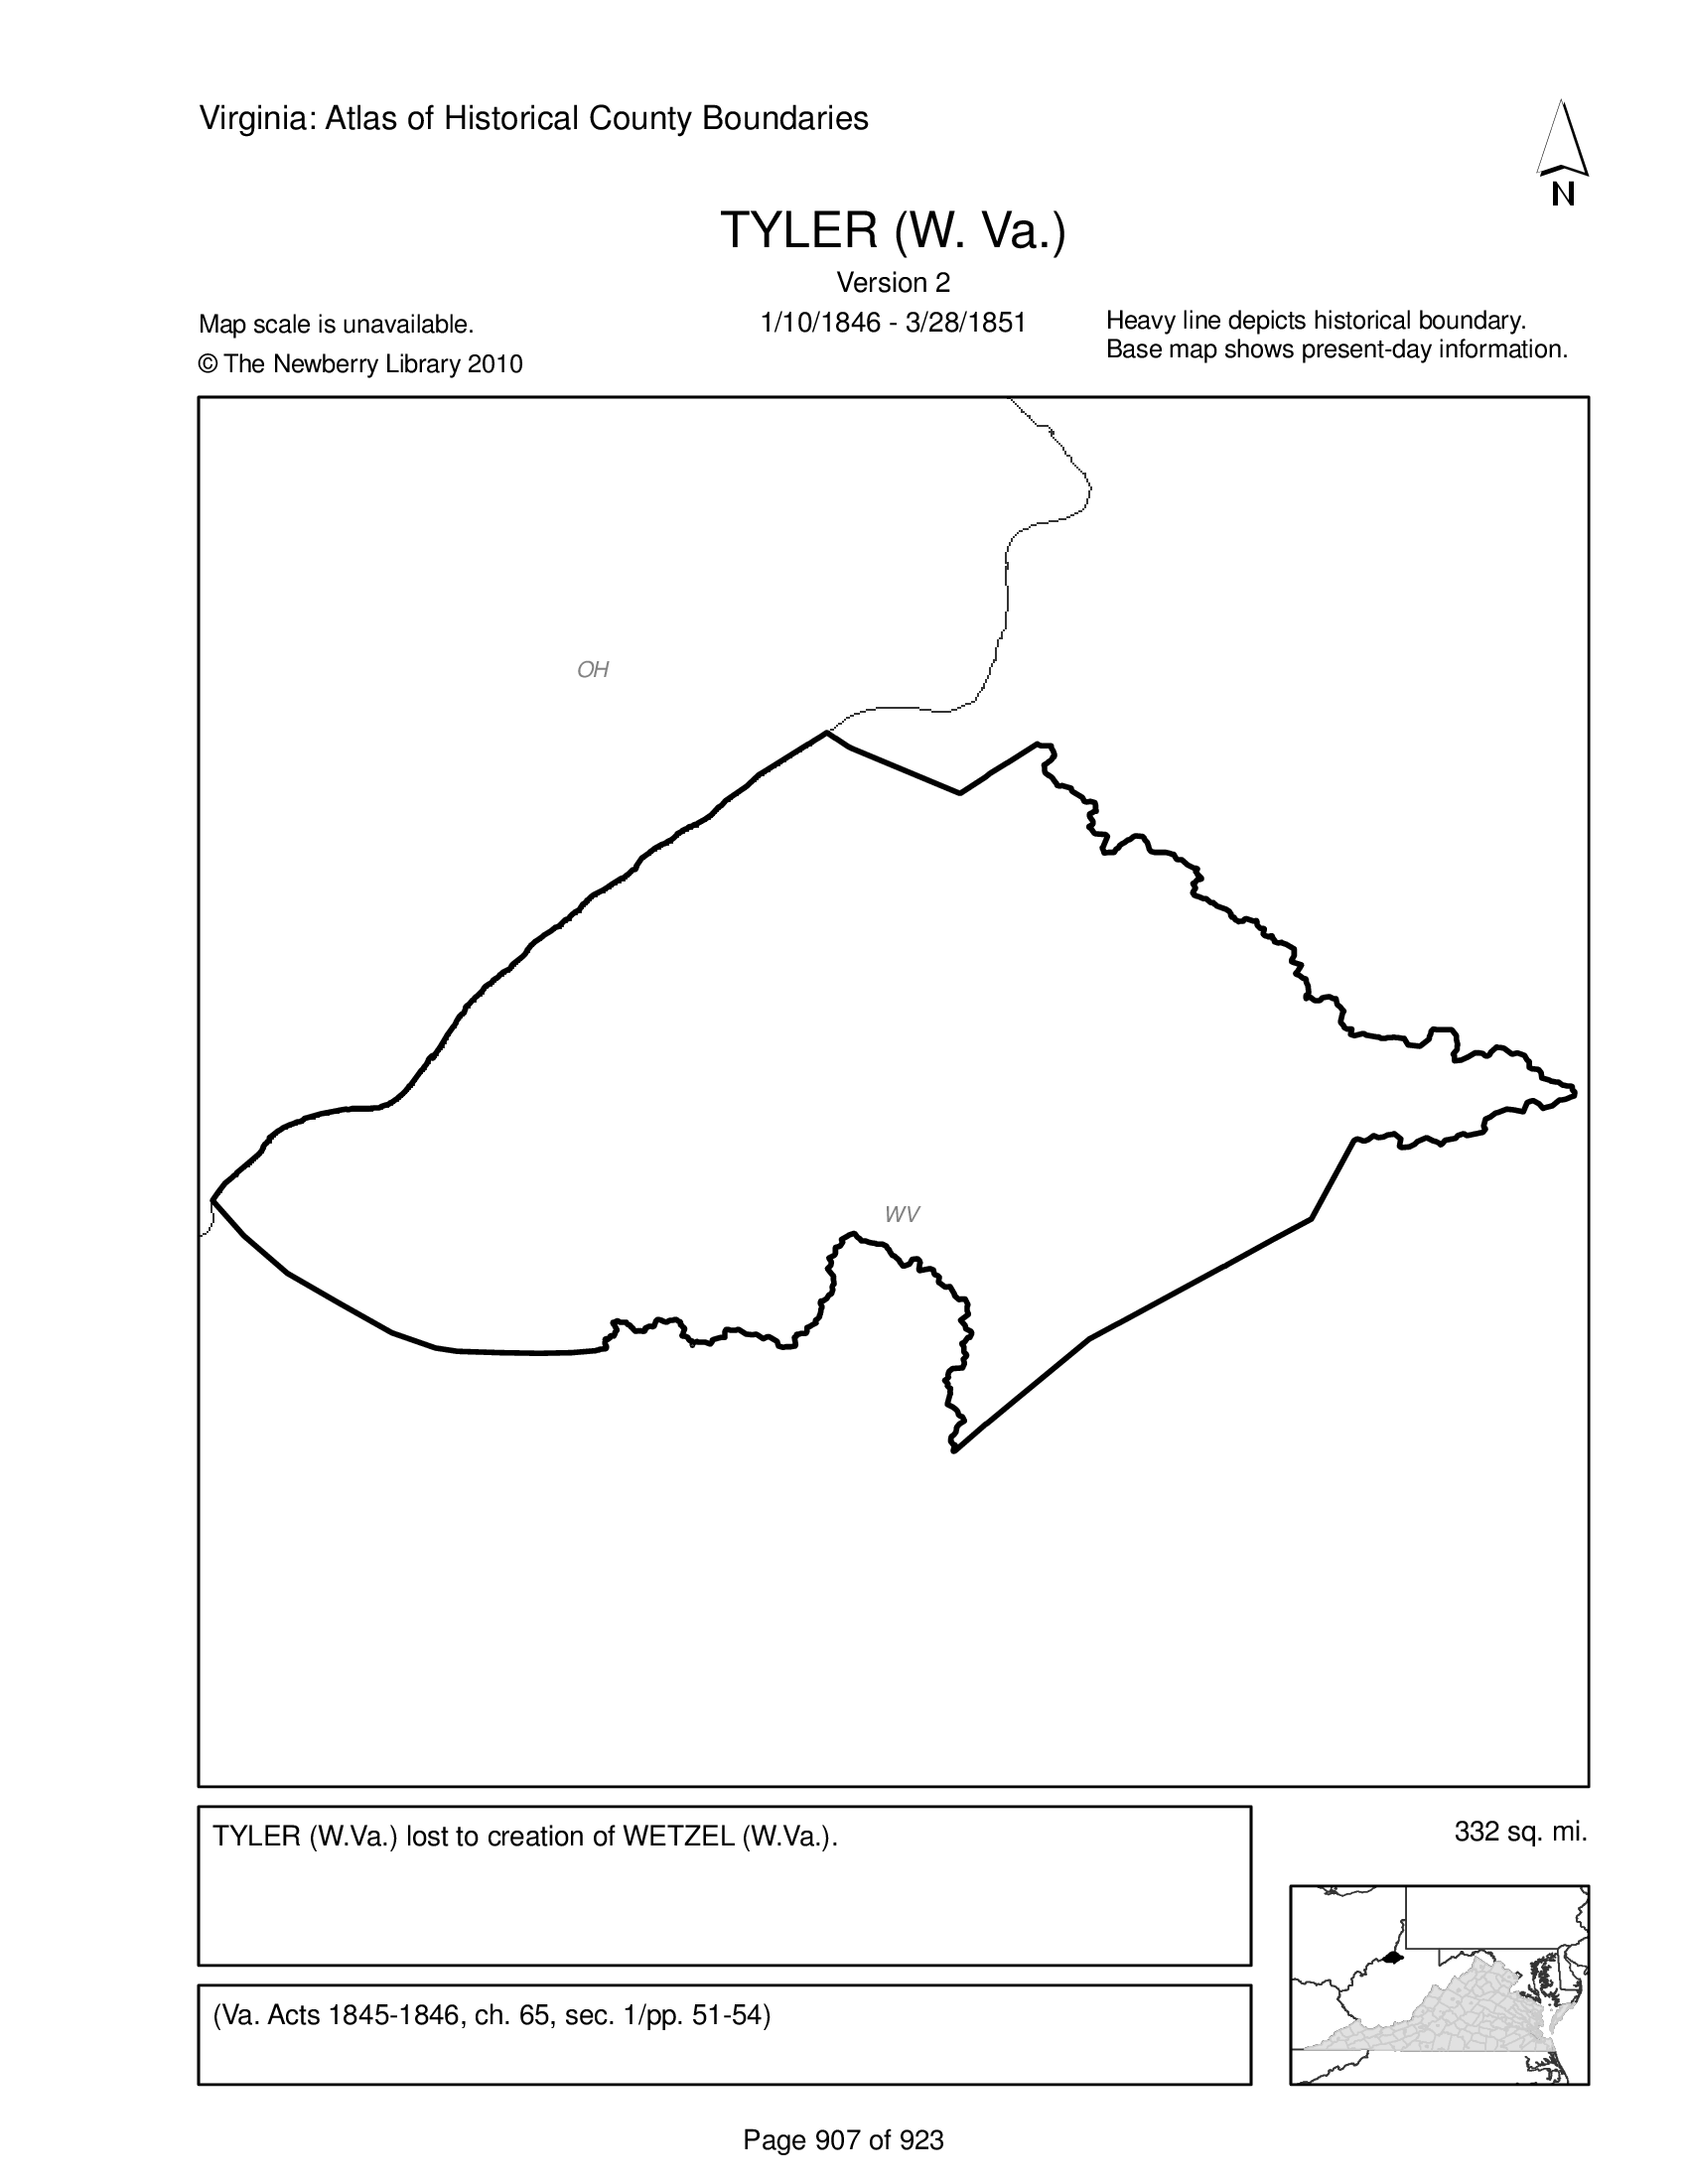 Virginia: Atlas of Historical County Boundaries
N
TYLER (W. Va.)
Version 2
1/10/1846 - 3/28/1851
Map scale is unavailable.
© The Newberry Library 2010
Heavy line depicts historical boundary.
Base map shows present-day information.
OH
WV
TYLER (W.Va.) lost to creation of WETZEL (W.Va.).
332 sq. mi.
(Va. Acts 1845-1846, ch. 65, sec. 1/pp. 51-54)
Page 907 of 923